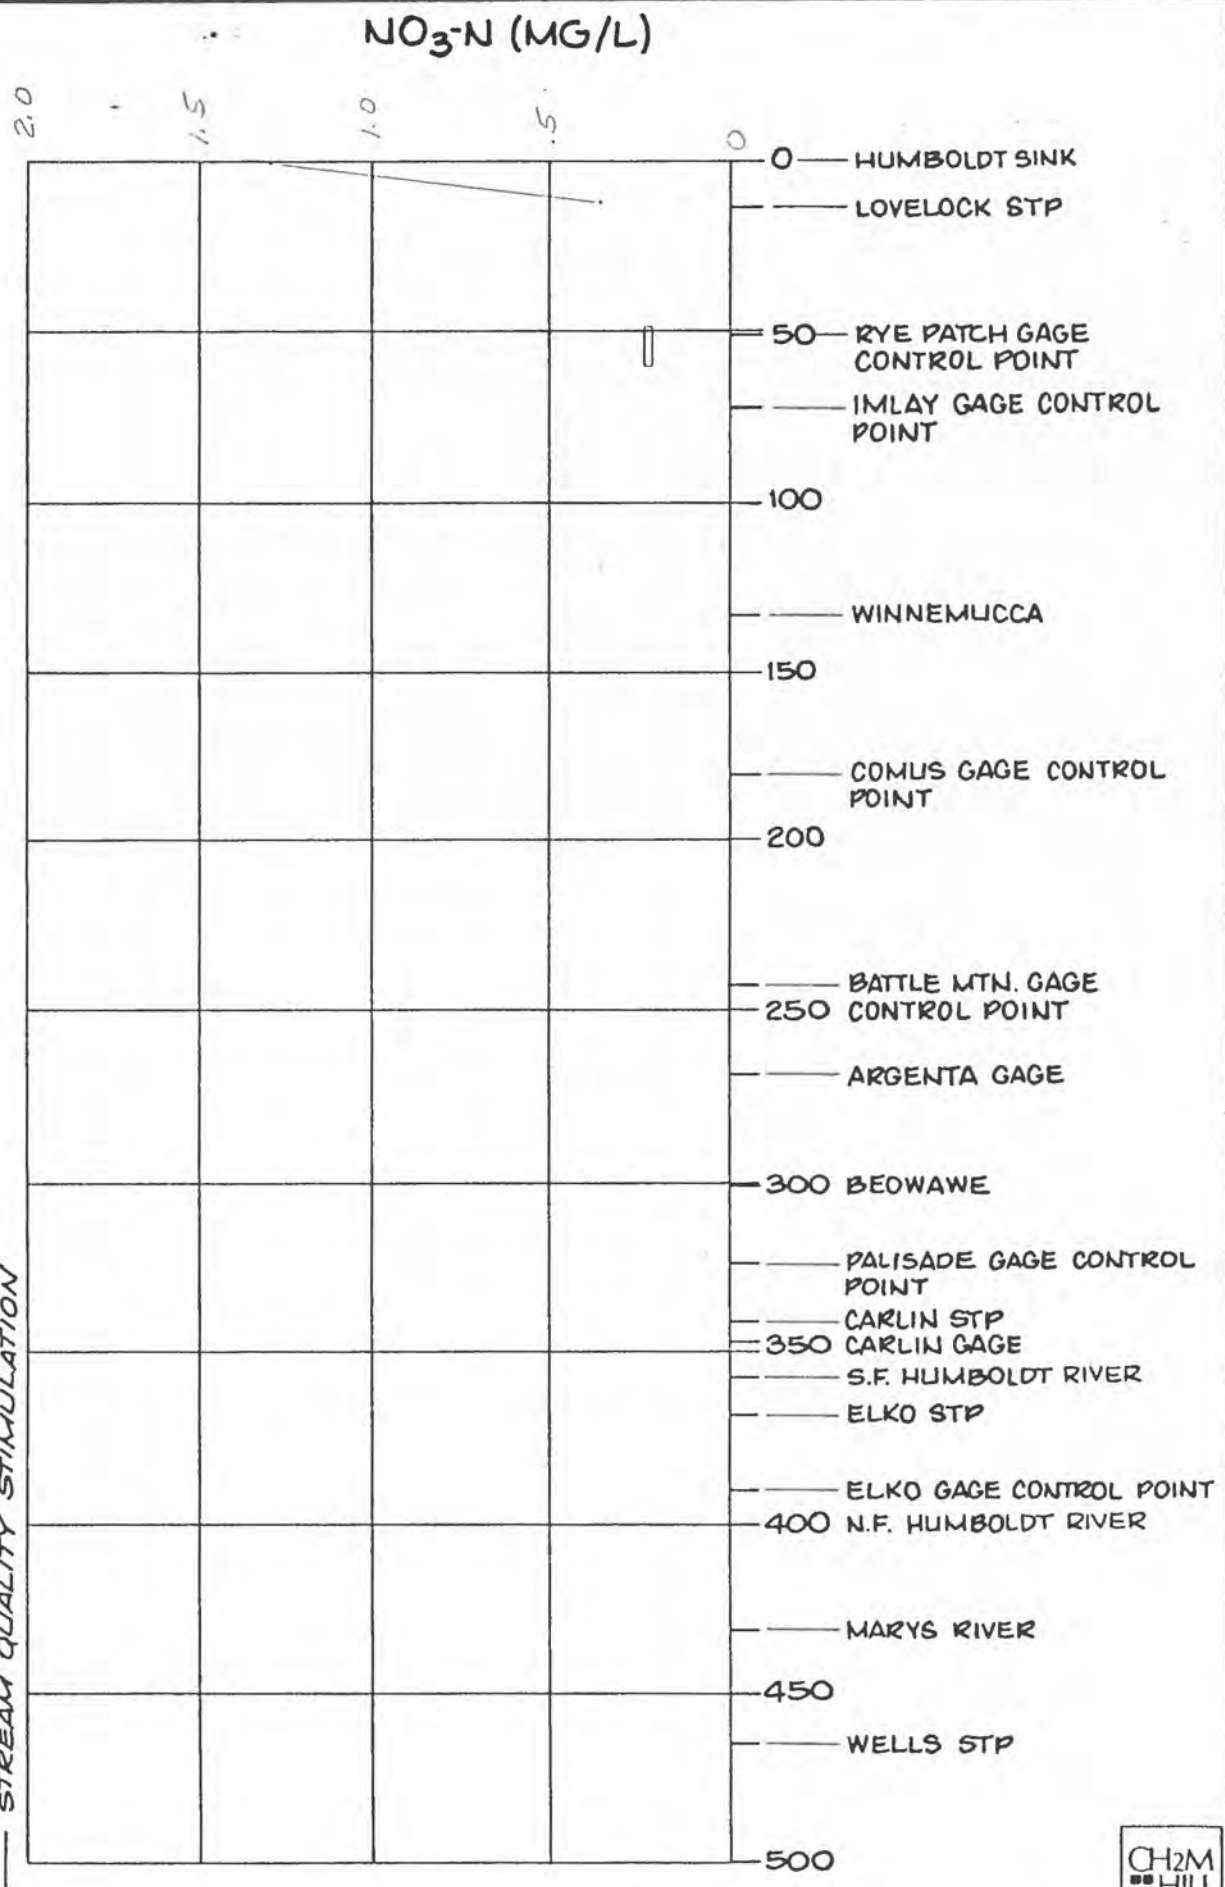 NO3-N (MG/L)
2.0
1.5
1.0
.5
0
0 HUMBOLDT SINK
LOVELOCK STP
50 RYE PATCH GAGE
CONTROL POINT
IMLAY GAGE CONTROL
POINT
100
WINNEMUCCA
150
COMUS GAGE CONTROL
POINT
200
BATTLE MTN. GAGE
250 CONTROL POINT
ARGENTA GAGE
300 BEOWAWE
PALISADE GAGE CONTROL
POINT
CARLIN STP
350 CARLIN GAGE
S.F. HUMBOLDT RIVER
ELKO STP
ELKO GAGE CONTROL POINT
400 N.F. HUMBOLDT RIVER
MARYS RIVER
450
WELLS STP
500
STREAM QUALITY STIMULATION
CH2M
HILL